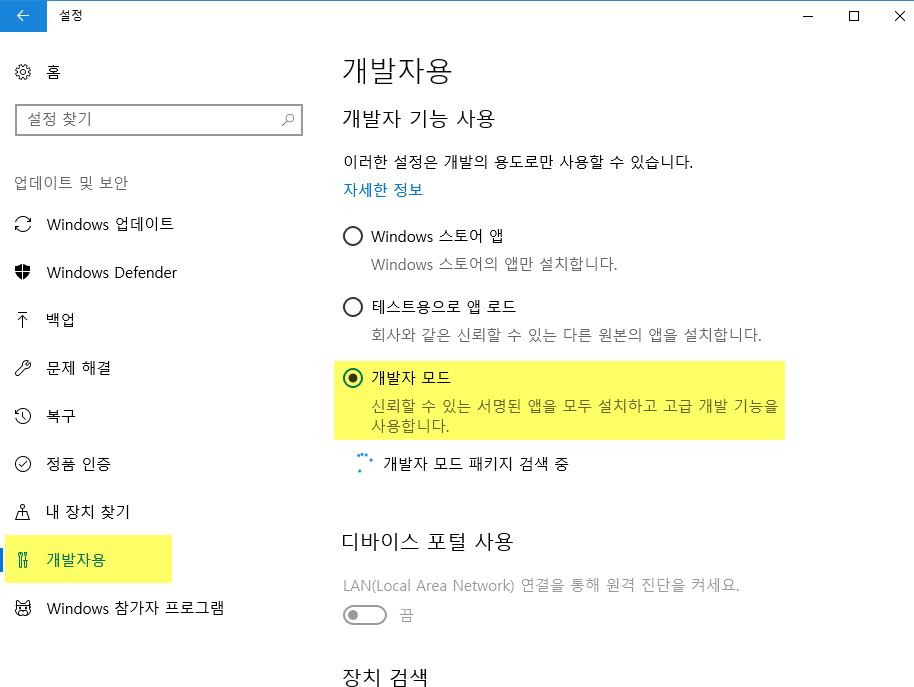 설정
홈
설정 찾기
업데이트 및 보안
Windows 업데이트
Windows Defender
백업
문제 해결
복구
정품 인증
내 장치 찾기
개발자용
Windows 참가자 프로그램
개발자용
개발자 기능 사용
이러한 설정은 개발의 용도로만 사용할 수 있습니다.
자세한 정보
Windows 스토어 앱
Windows 스토어의 앱만 설치합니다.
테스트용으로 앱 로드
회사와 같은 신뢰할 수 있는 다른 원본의 앱을 설치합니다.
개발자 모드
신뢰할 수 있는 서명된 앱을 모두 설치하고 고급 개발 기능을
사용합니다.
개발자 모드 패키지 검색 중
디바이스 포털 사용
LAN(Local Area Network) 연결을 통해 원격 진단을 켜세요.
끔
장치 검색